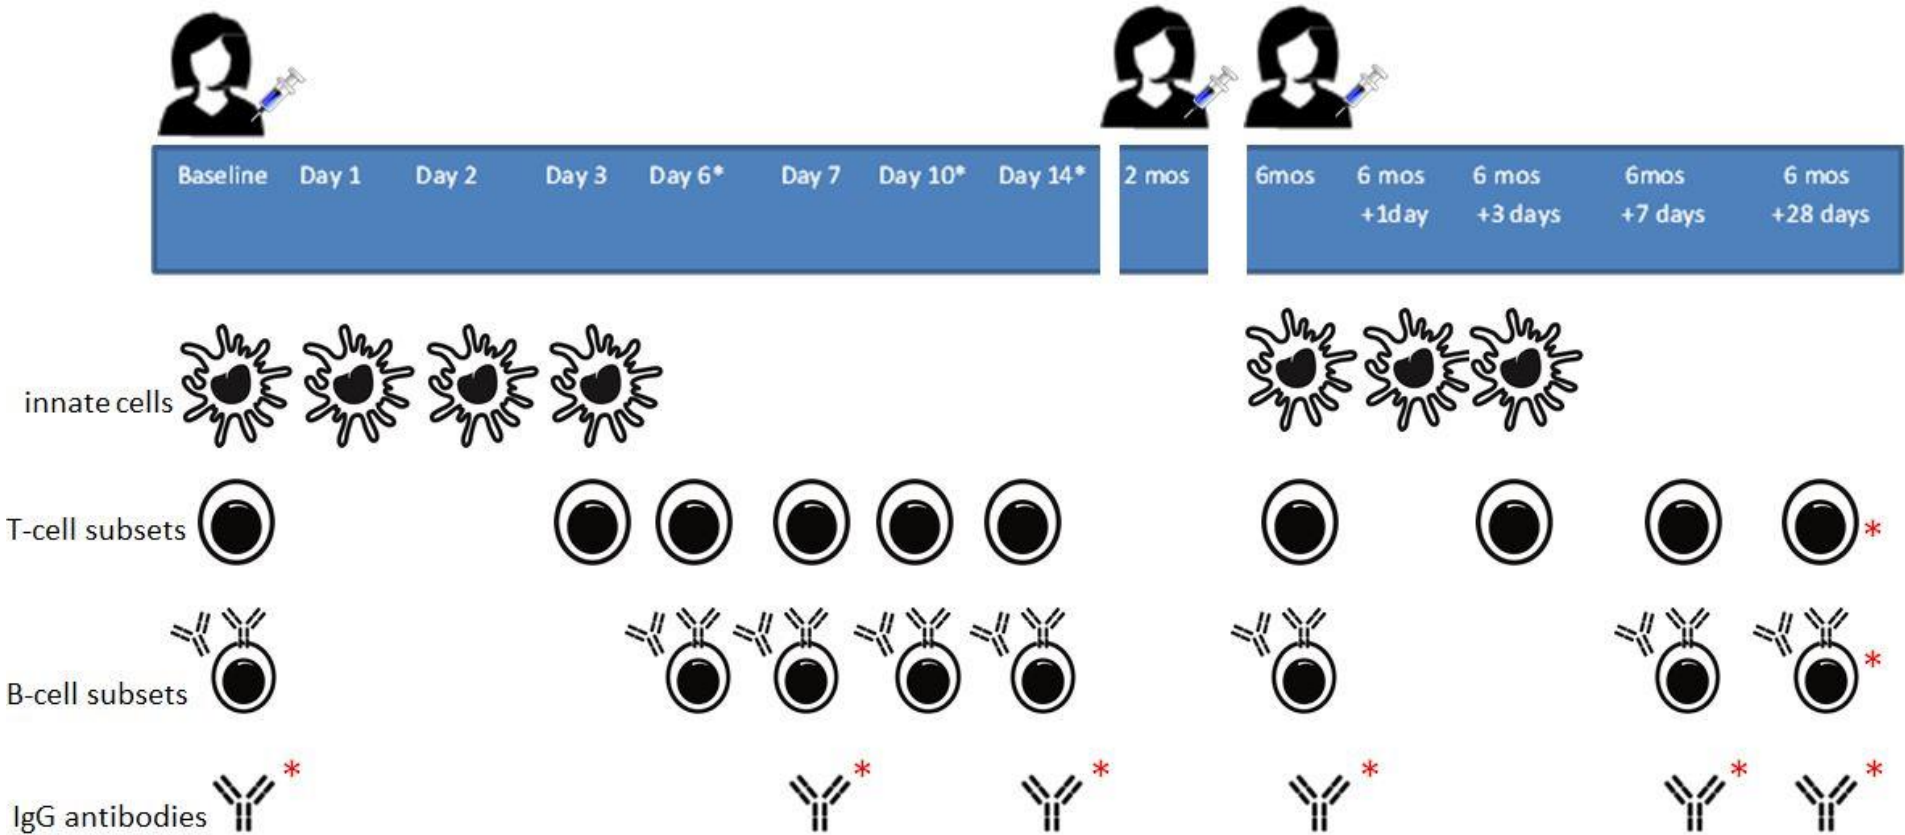 Baseline Day 1 Day 2 Day 3 Day 6* Day 7 Day 10* Day 14* 2 mos 6mos 6 mos 6 mos 6mos 6 mos
+1day +3 days +7 days +28 days
innate cells
T-cell subsets *
B-cell subsets *
* * * * * *
IgG antibodies